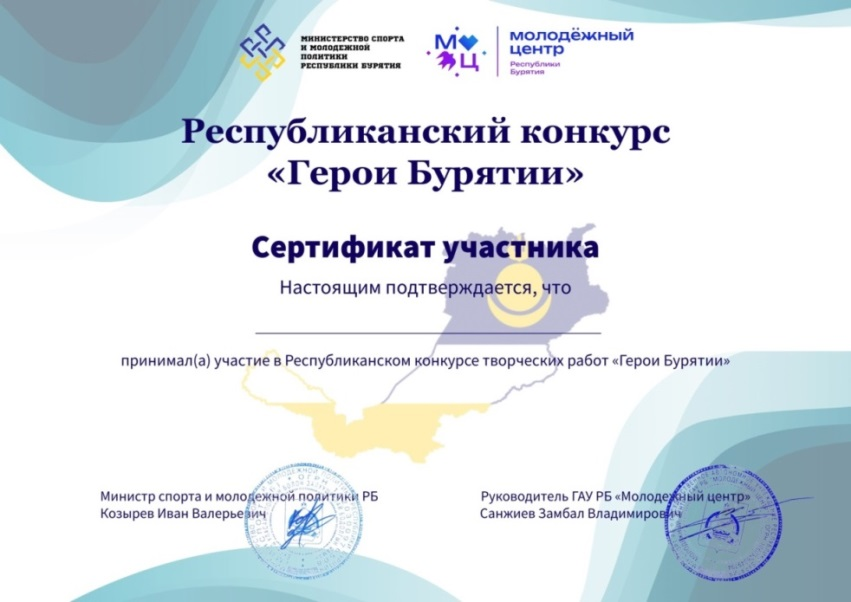 МИНИСТЕРСТВО СПОРТА
И МОЛОДЕЖНОЙ
ПОЛИТИКИ
РЕСПУБЛИКИ БУРЯТИЯ
МЦ
МОЛОДЁЖНЫЙ
ЦЕНТР
Республики
Бурятия
Республиканский конкурс
«Герои Бурятии»
Сертификат участника
Настоящим подтверждается, что
принимал(а) участие в Республиканском конкурсе творческих работ «Герои Бурятии»
Министр спорта и молодежной политики РБ
Козырев Иван Валерьевич
Руководитель ГАУ РБ «Молодежный центр»
Санжиев Замбал Владимирович